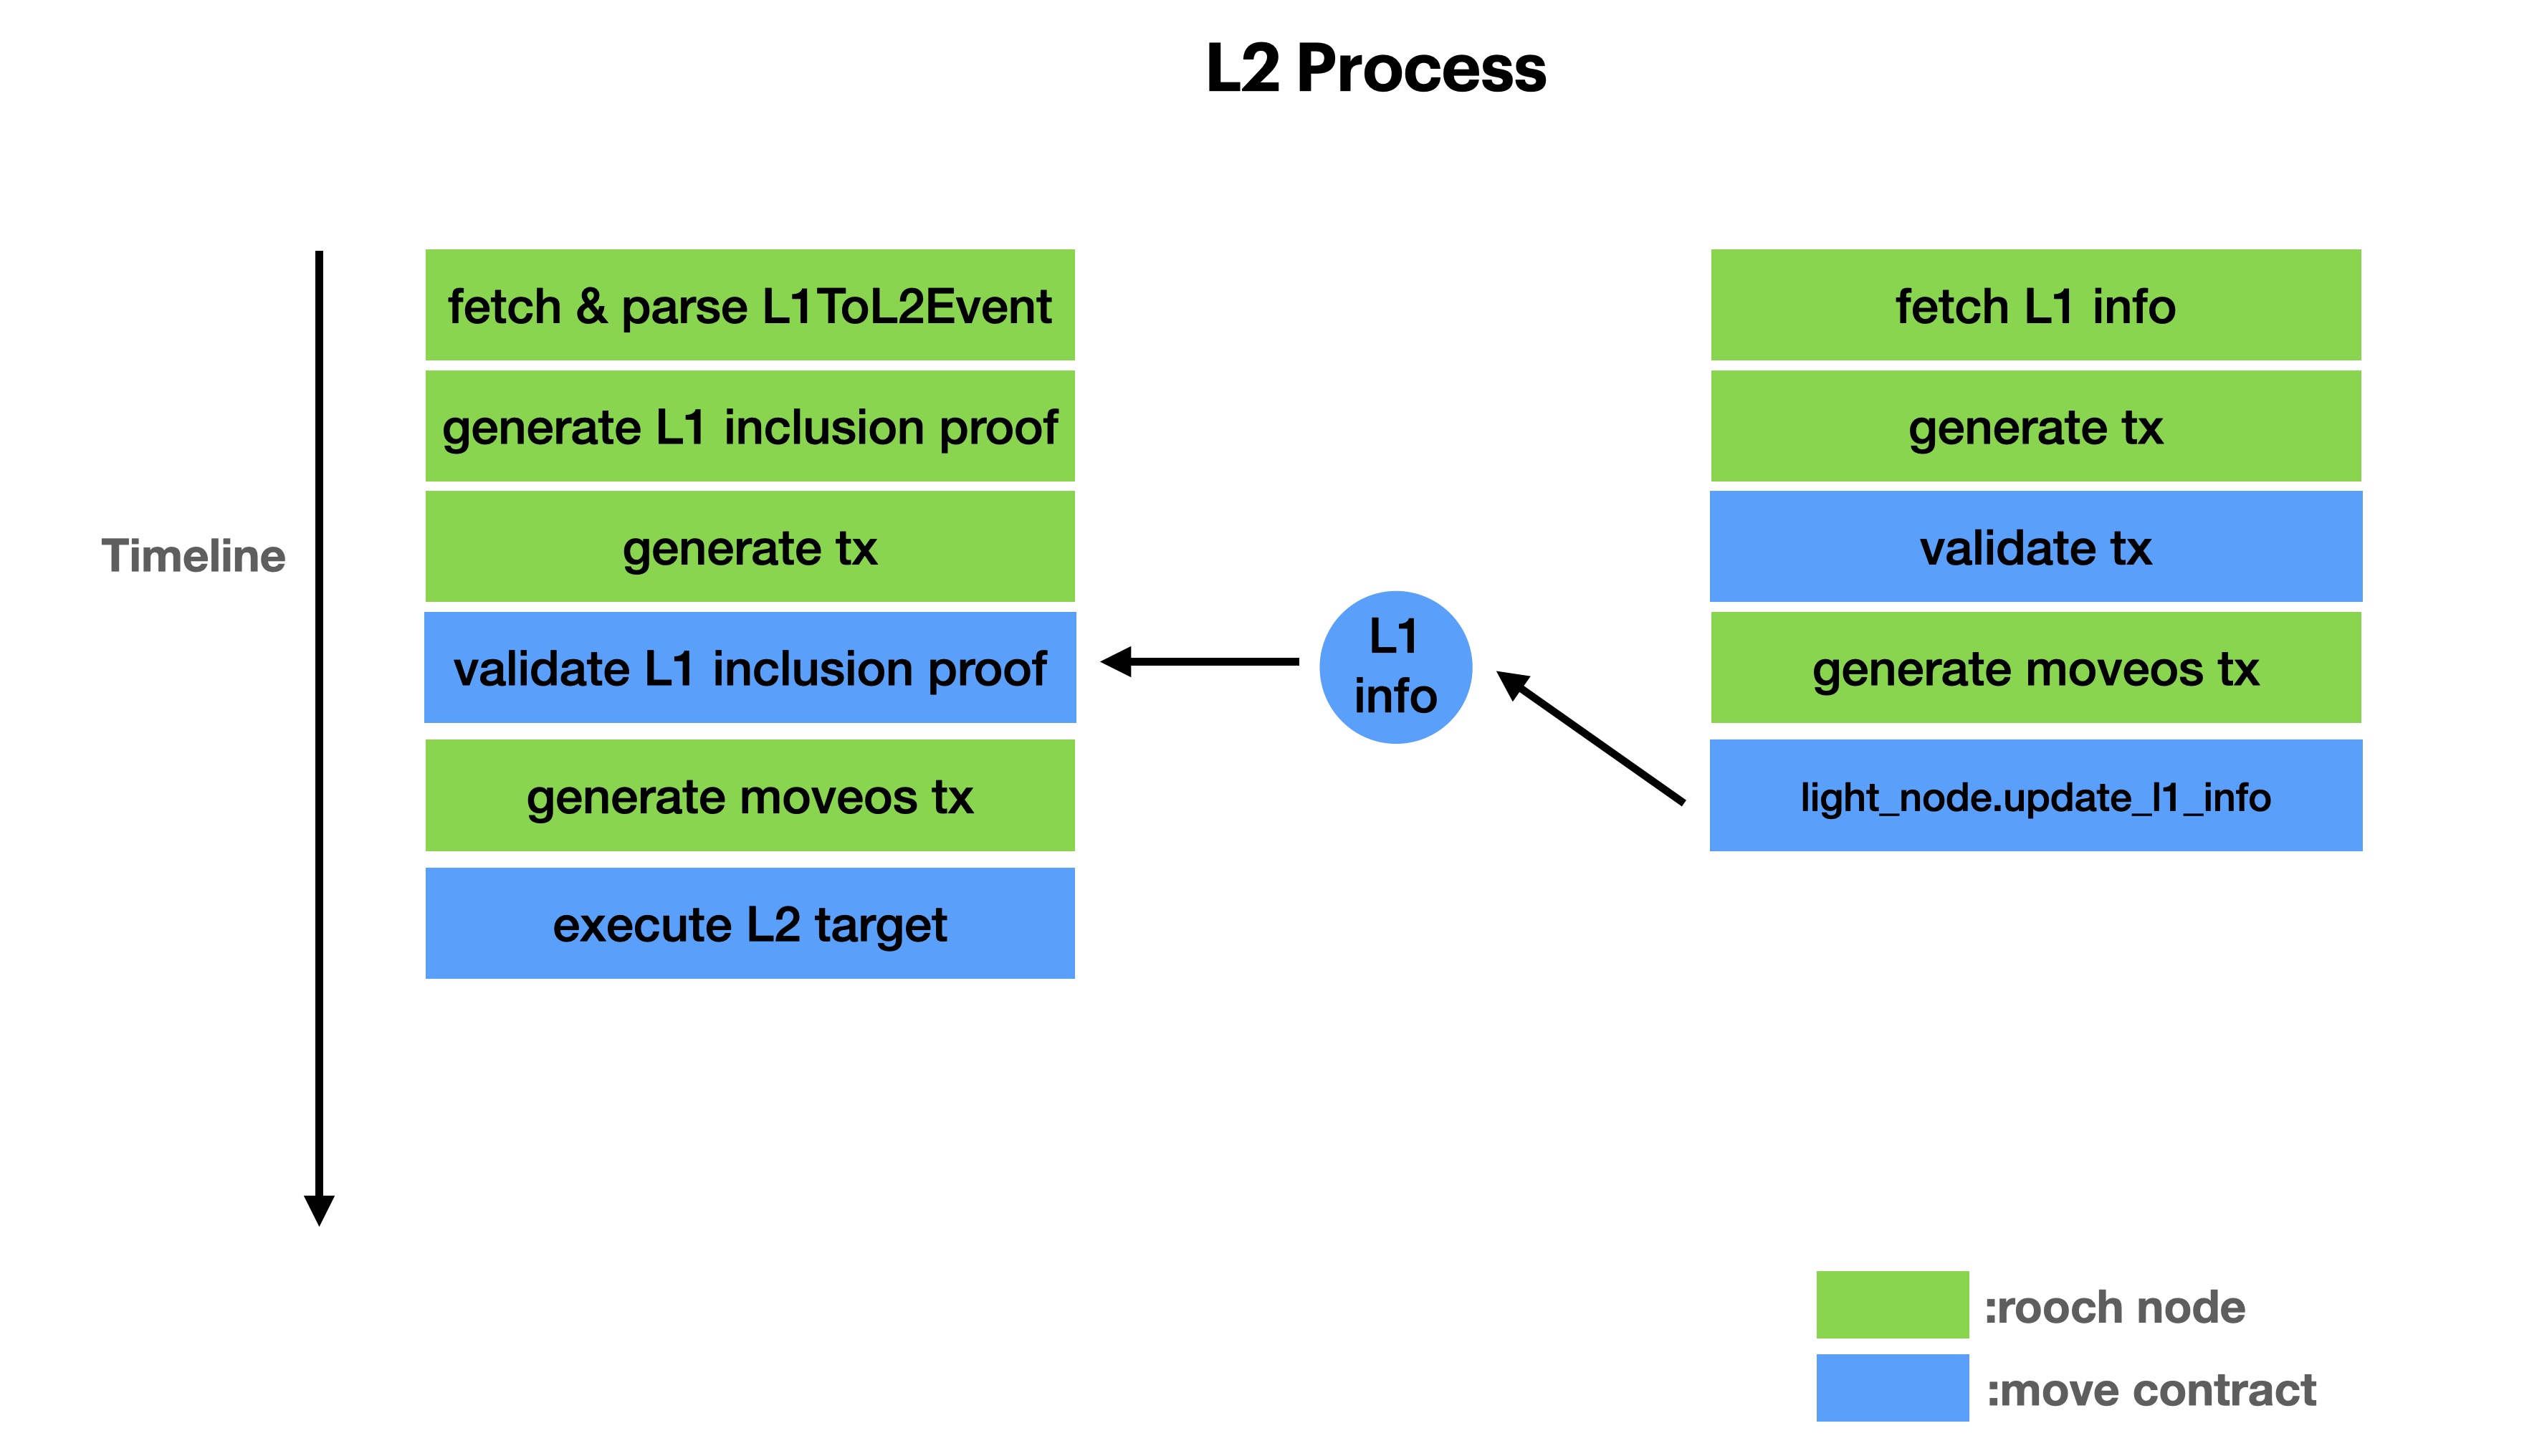 L2 Process
Timeline
fetch & parse L1ToL2Event
generate L1 inclusion proof
generate tx
validate L1 inclusion proof
generate moveos tx
execute L2 target
L1
info
fetch L1 info
generate tx
validate tx
generate moveos tx
light_node.update_l1_info
:rooch node
:move contract